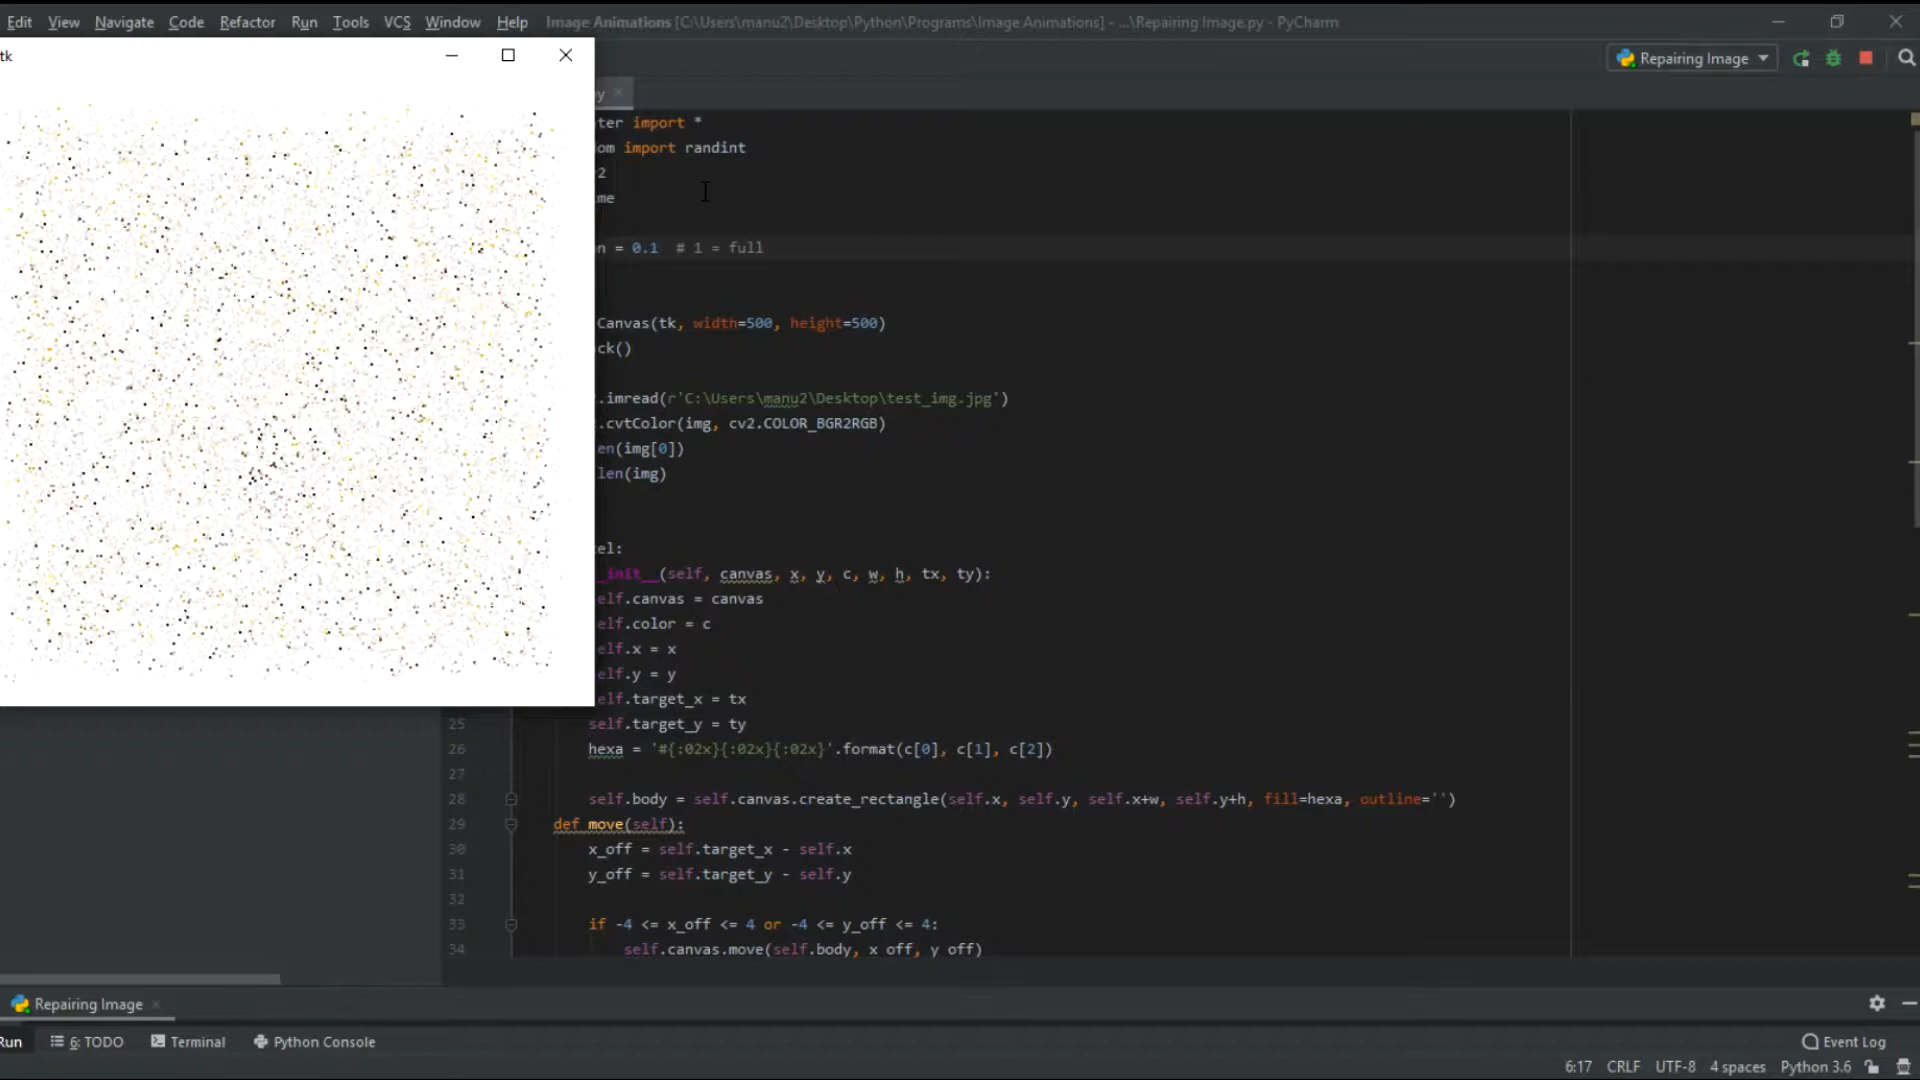 Edit View Navigate Code Refactor Run Tools VCS Window Help Image Animations [C:\Users\manu2\Desktop\Python\Programs\Image Animations] - ...\Repairing Image.py - PyCharm
tk
Repairing Image
y
ter import *
om import randint
2
me
n = 0.1  # 1 = full
Canvas(tk, width=500, height=500)
ck()
.imread(r'C:\Users\manu2\Desktop\test_img.jpg')
.cvtColor(img, cv2.COLOR_BGR2RGB)
en(img[0])
len(img)
el:
_init__(self, canvas, x, y, c, w, h, tx, ty):
elf.canvas = canvas
elf.color = c
elf.x = x
elf.y = y
elf.target_x = tx
25 self.target_y = ty
26 hexa = '#{:02x}{:02x}{:02x}'.format(c[0], c[1], c[2])
27
28 self.body = self.canvas.create_rectangle(self.x, self.y, self.x+w, self.y+h, fill=hexa, outline='')
29 def move(self):
30 x_off = self.target_x - self.x
31 y_off = self.target_y - self.y
32
33 if -4 <= x_off <= 4 or -4 <= y_off <= 4:
34 self.canvas.move(self.body, x_off, y_off)
Repairing Image
Run 6: TODO Terminal Python Console Event Log
6:17 CRLF UTF-8 4 spaces Python 3.6